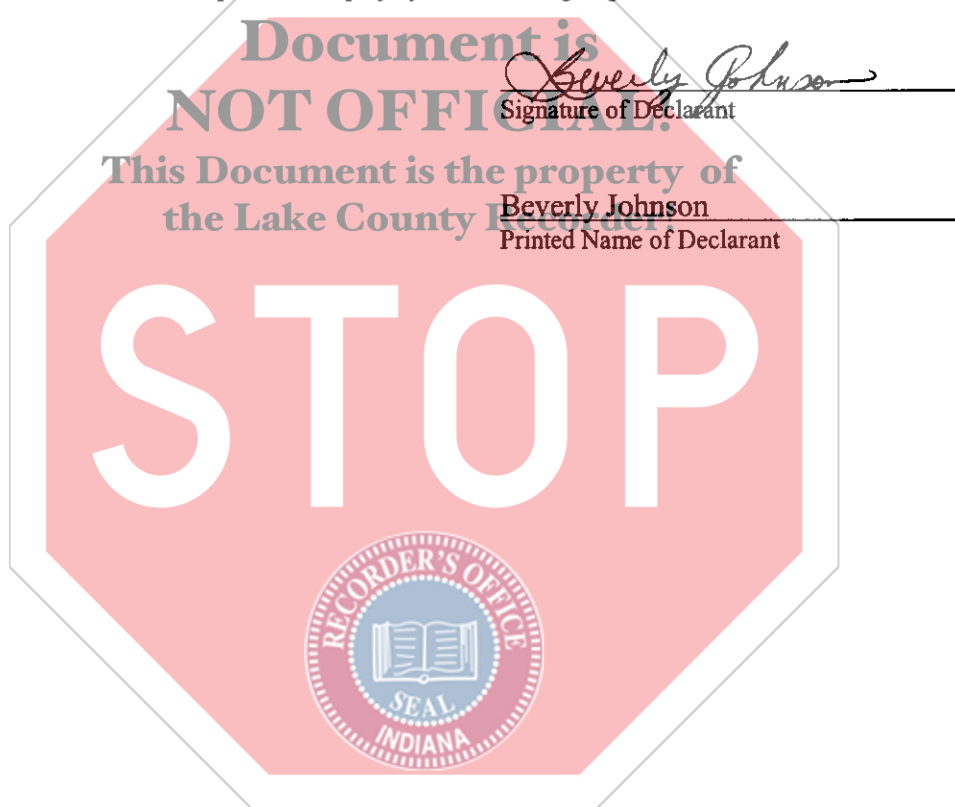 Document is
NOT OFFICIAL!
Beverly Johnson
Signature of Declarant
This Document is the property of
the Lake County Recorder!
Beverly Johnson
Printed Name of Declarant
STOP
RECORDER'S OFFICE
SEAL
INDIANA